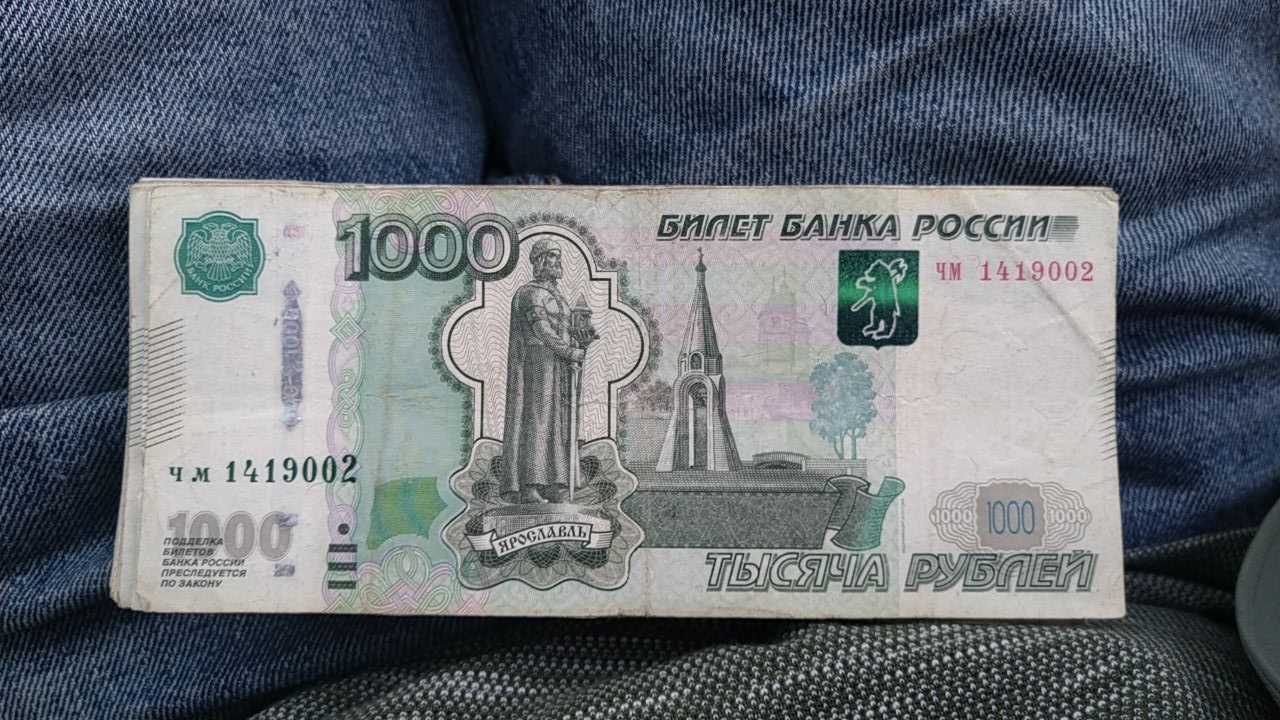 БАНК РОССИИ
1000
БИЛЕТ БАНКА РОССИИ
чм 1419002
чм 1419002
1000
ПОДДЕЛКА
БИЛЕТОВ
БАНКА РОССИИ
ПРЕСЛЕДУЕТСЯ
ПО ЗАКОНУ
ЯРОСЛАВЛЬ
1000 1000 1000
ТЫСЯЧА РУБЛЕЙ